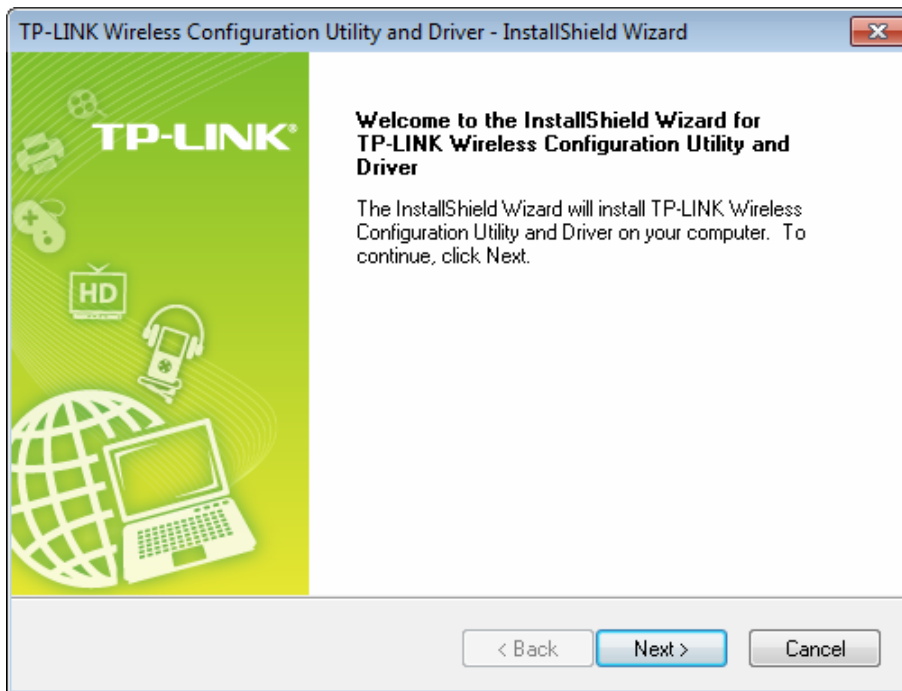 TP-LINK Wireless Configuration Utility and Driver - InstallShield Wizard
TP-LINK®
HD
Welcome to the InstallShield Wizard for
TP-LINK Wireless Configuration Utility and
Driver
The InstallShield Wizard will install TP-LINK Wireless
Configuration Utility and Driver on your computer. To
continue, click Next.
< Back
Next >
Cancel